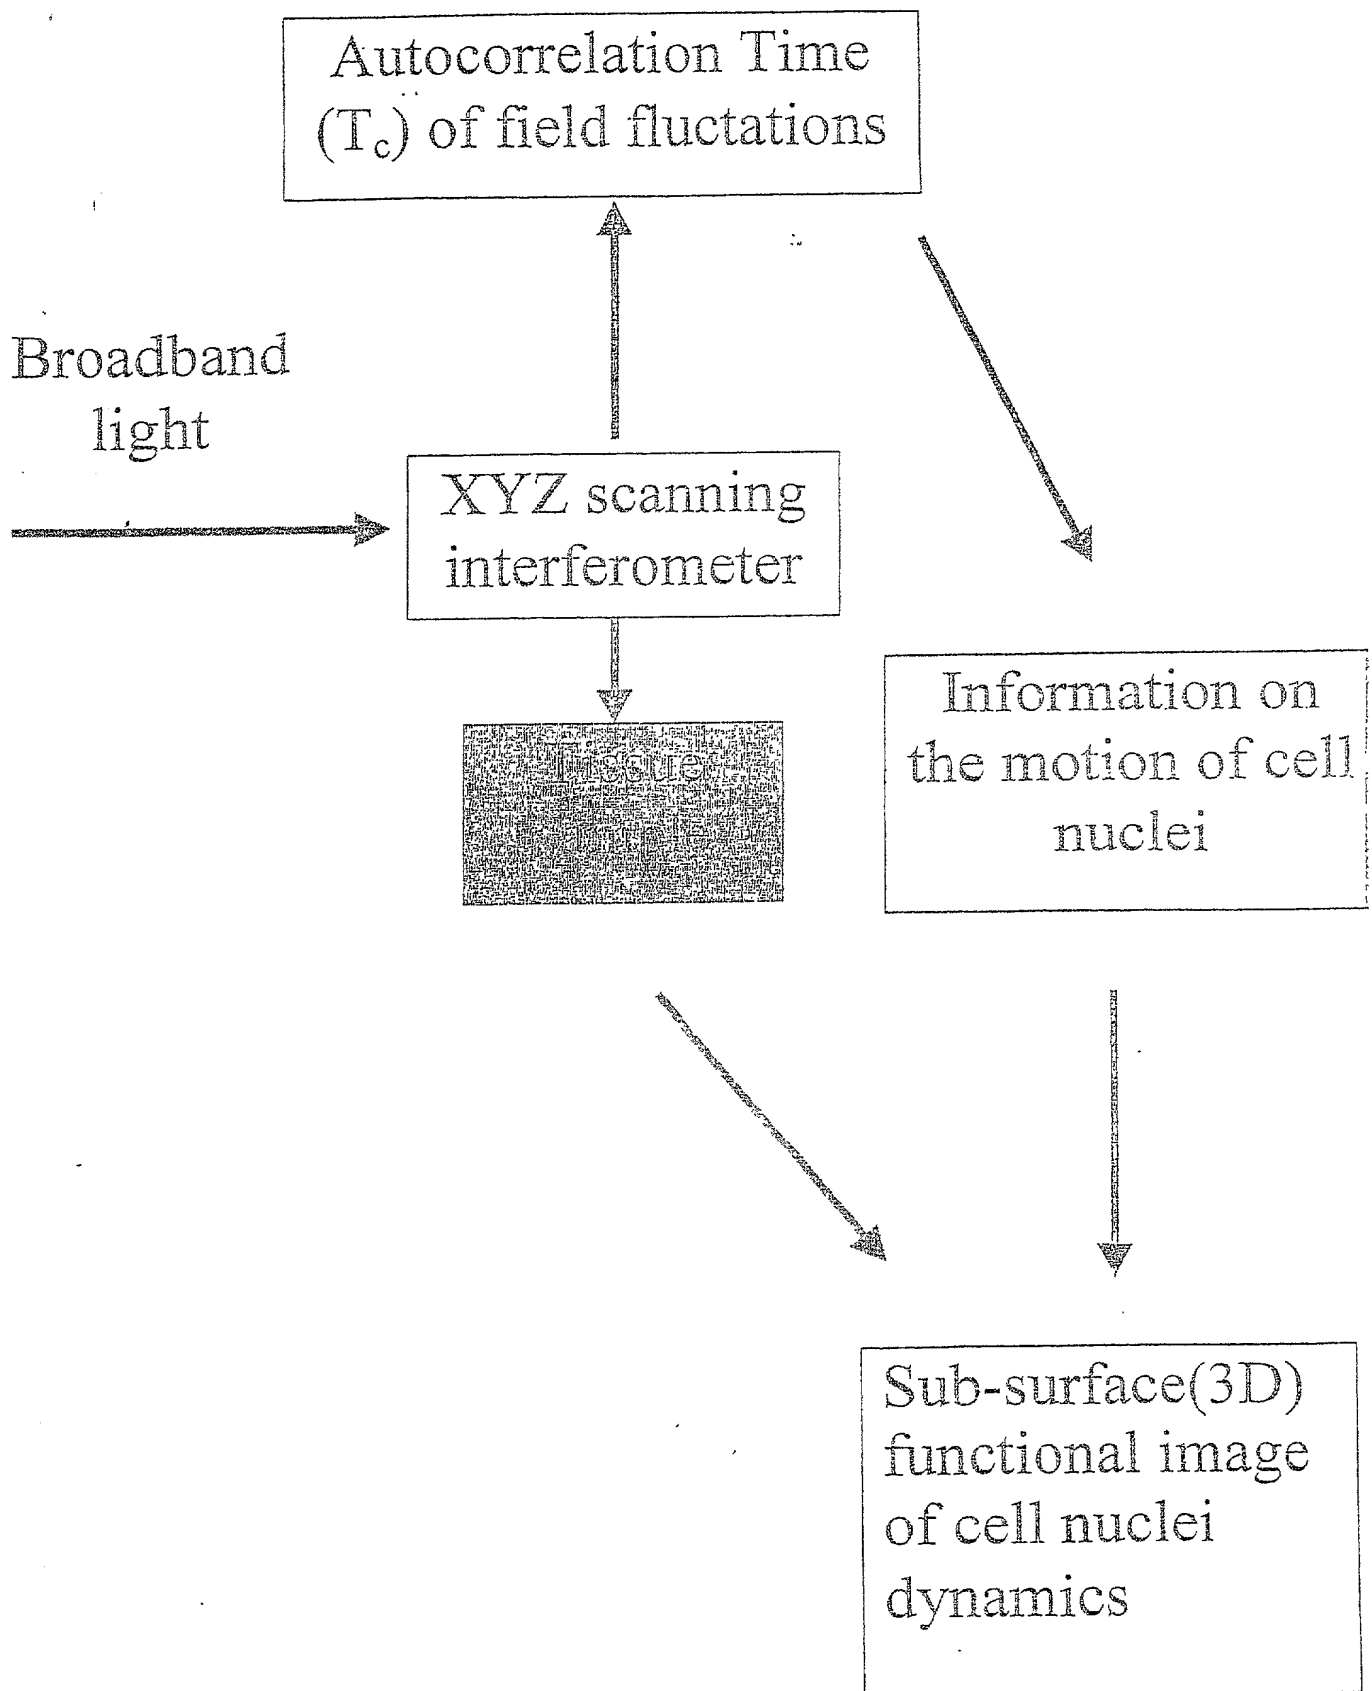 Autocorrelation Time
(Tc) of field fluctations
Broadband
light
XYZ scanning
interferometer
Tissue
Information on
the motion of cell
nuclei
Sub-surface(3D)
functional image
of cell nuclei
dynamics